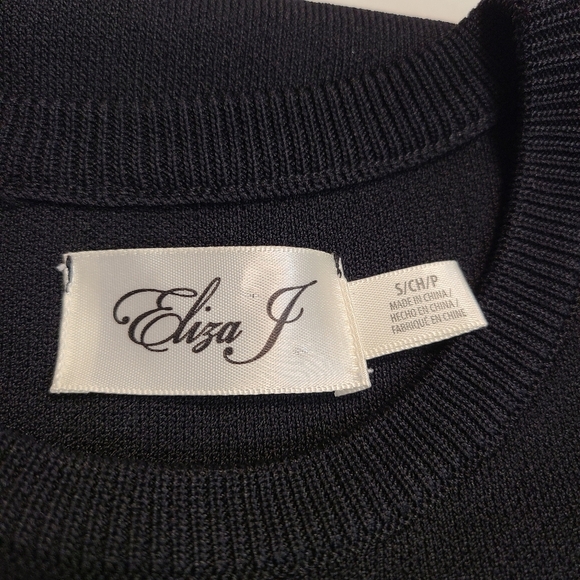 Eliza J
S/CH/P
MADE IN CHINA/
HECHO EN CHINA/
FABRIQUÉ EN CHINE